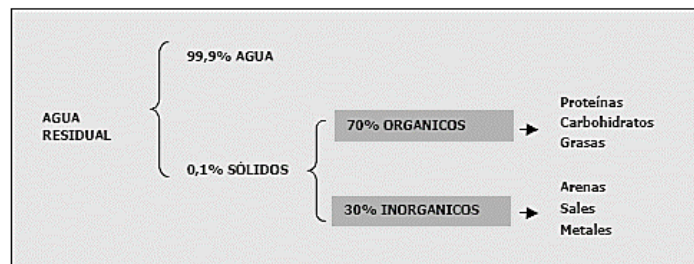 99,9% AGUA
AGUA
RESIDUAL
0,1% SÓLIDOS
70% ORGANICOS
Proteínas
Carbohidratos
Grasas
30% INORGANICOS
Arenas
Sales
Metales